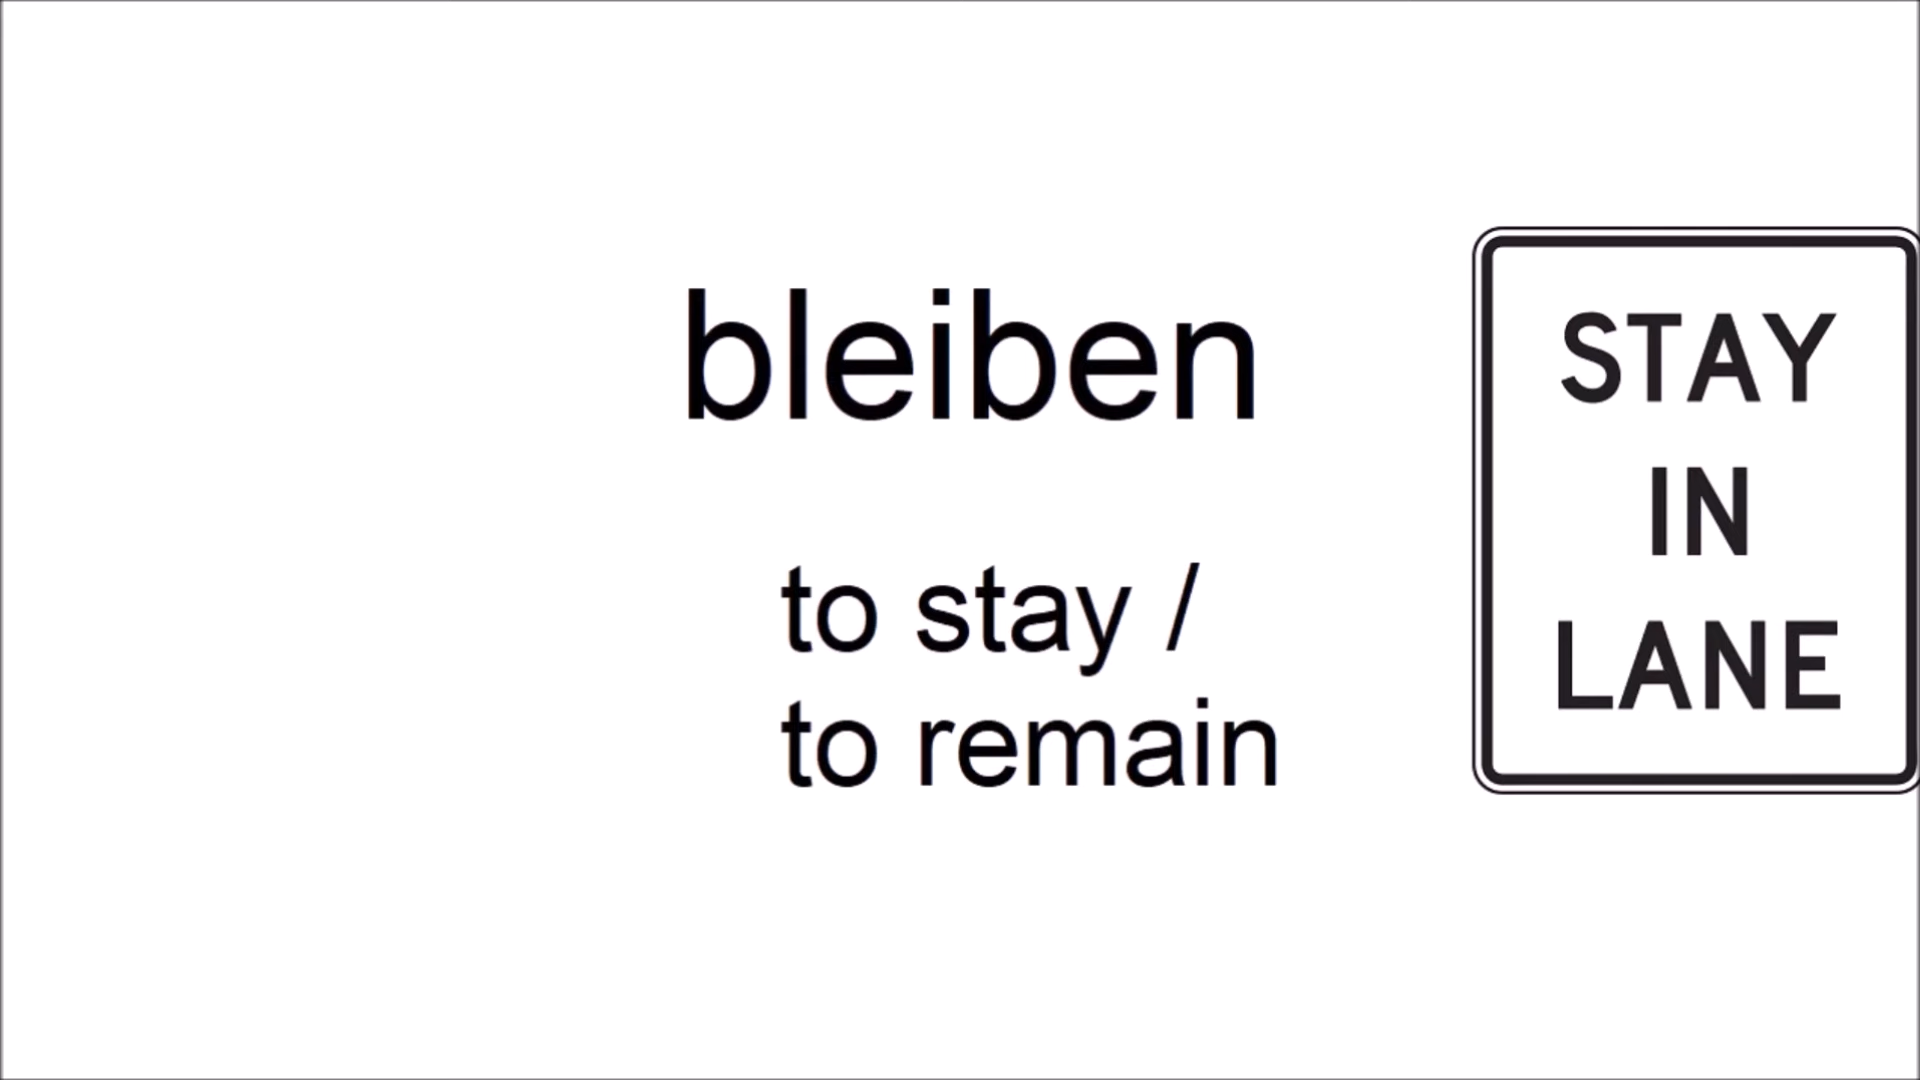 bleiben
to stay /
to remain
STAY
IN
LANE